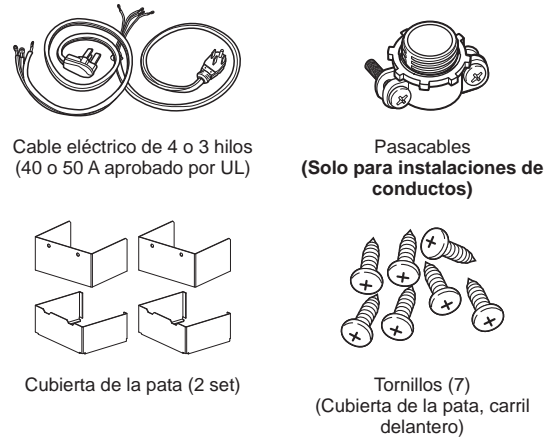 Cable eléctrico de 4 o 3 hilos
(40 o 50 A aprobado por UL)
Pasacables
(Solo para instalaciones de
conductos)
Cubierta de la pata (2 set)
Tornillos (7)
(Cubierta de la pata, carril
delantero)